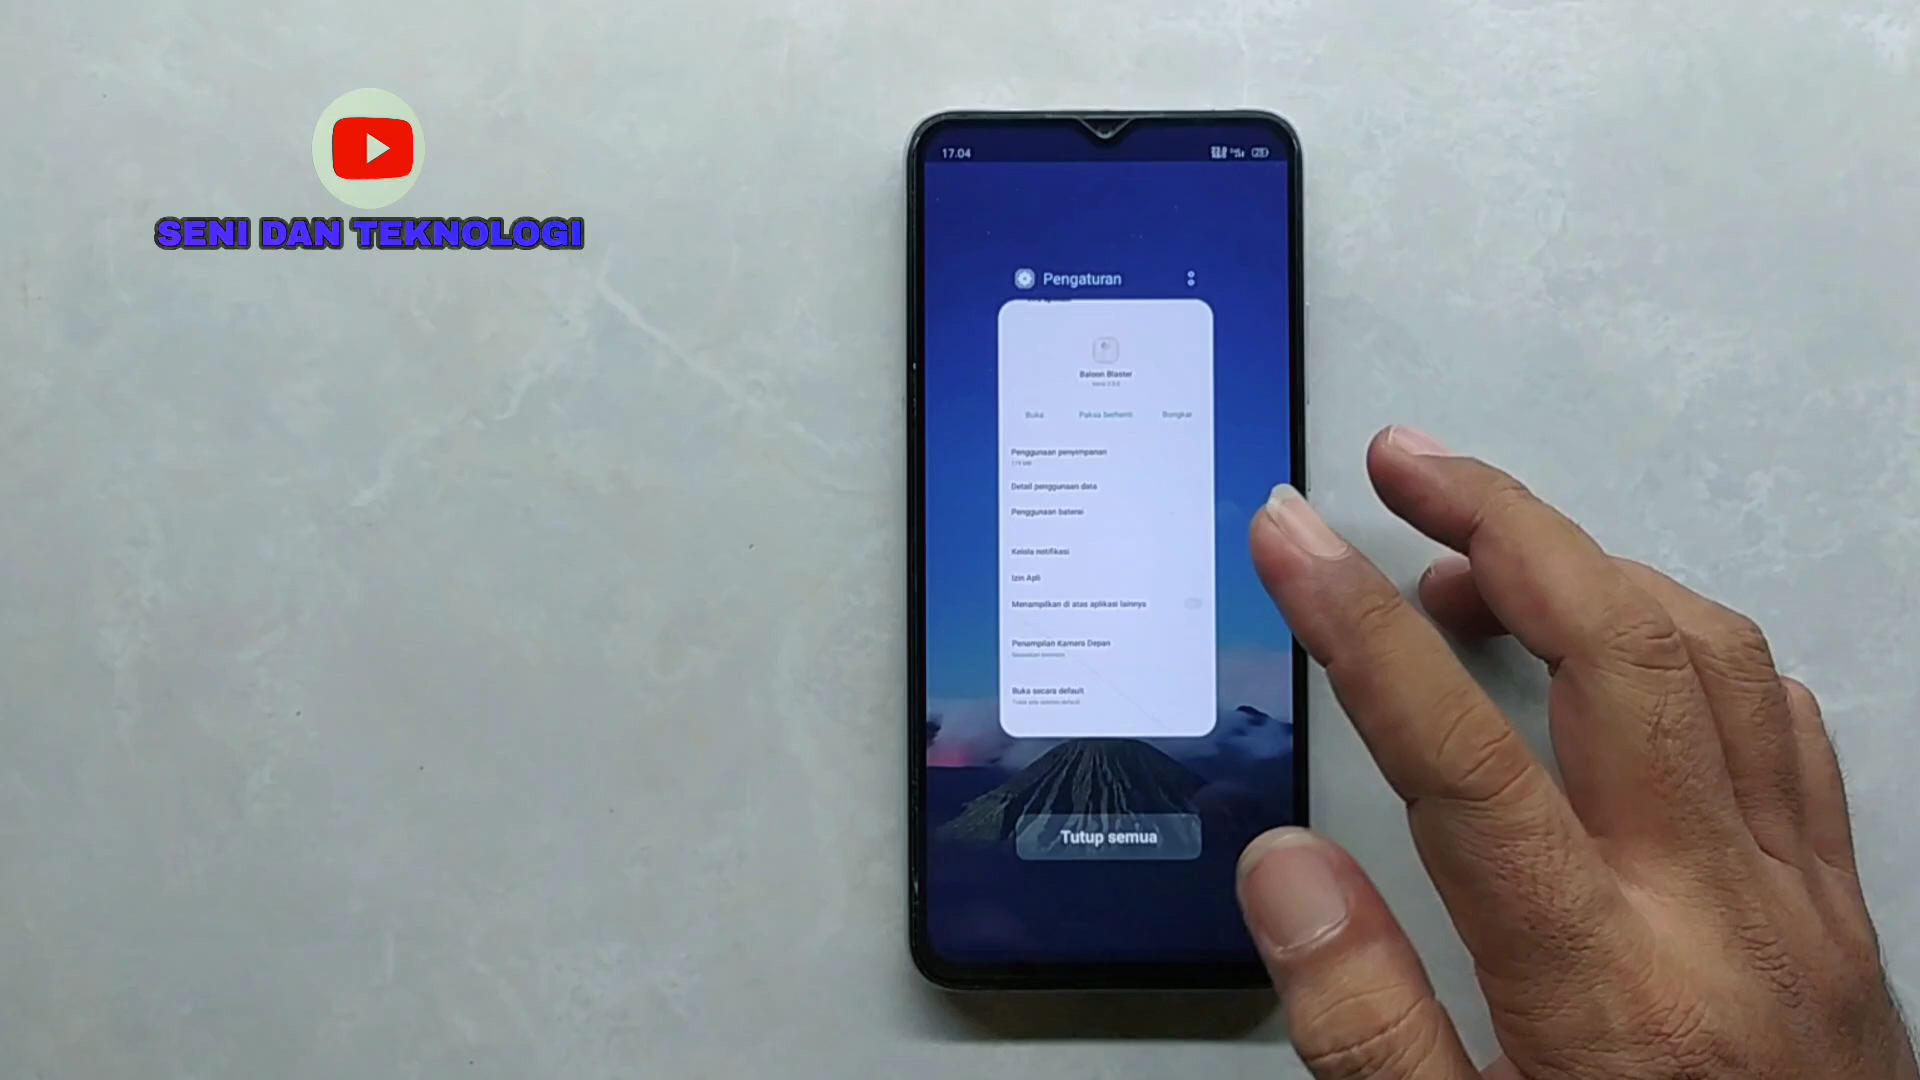 SENI DAN TEKNOLOGI
17.04
Pengaturan
Baloon Blaster
Buka Paksa berhenti Bongkar
Penggunaan penyimpanan
Detail penggunaan data
Penggunaan baterai
Kelola notifikasi
Izin Apli
Menampilkan di atas aplikasi lainnya
Penampilan Kamera Depan
Buka secara default
Tutup semua